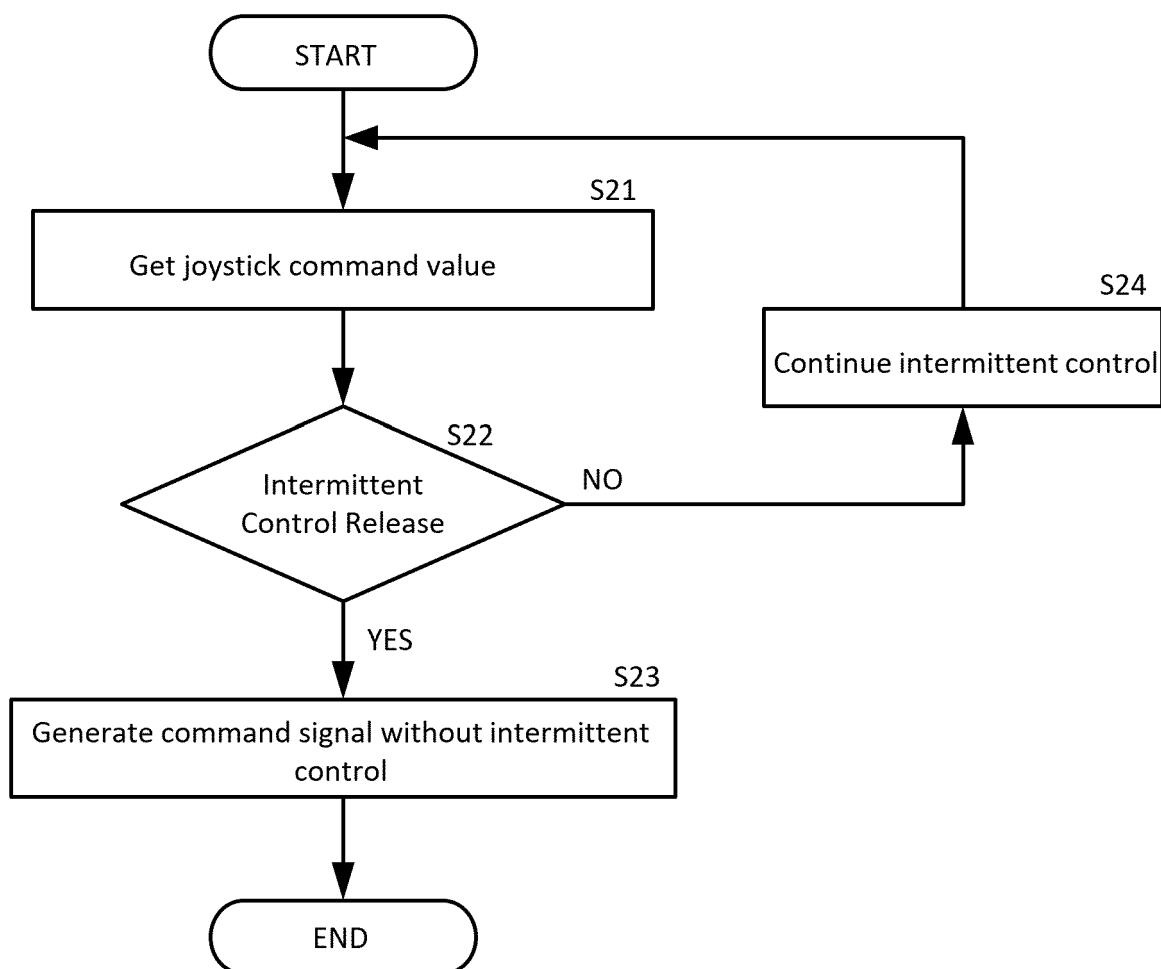 START
S21
Get joystick command value
S24
Continue intermittent control
S22
Intermittent
Control Release
NO
YES
S23
Generate command signal without intermittent
control
END